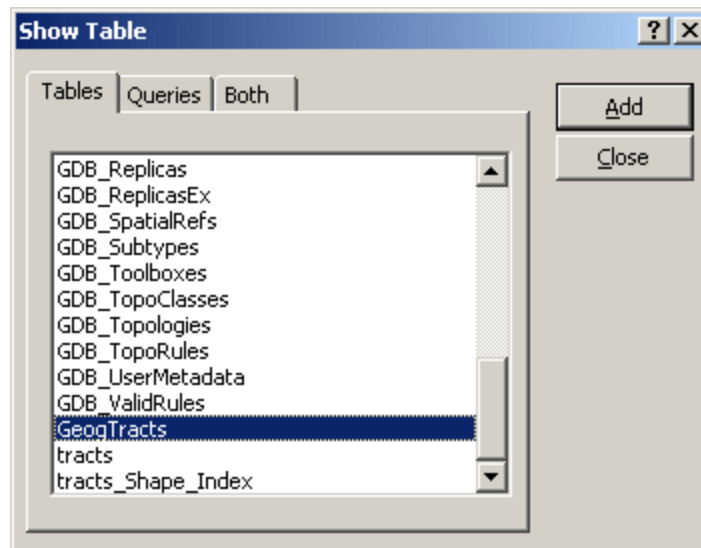 Show Table
Tables Queries Both
Add
Close
GDB_Replicas
GDB_ReplicasEx
GDB_SpatialRefs
GDB_Subtypes
GDB_Toolboxes
GDB_TopoClasses
GDB_Topologies
GDB_TopoRules
GDB_UserMetadata
GDB_ValidRules
GeogTracts
tracts
tracts_Shape_Index